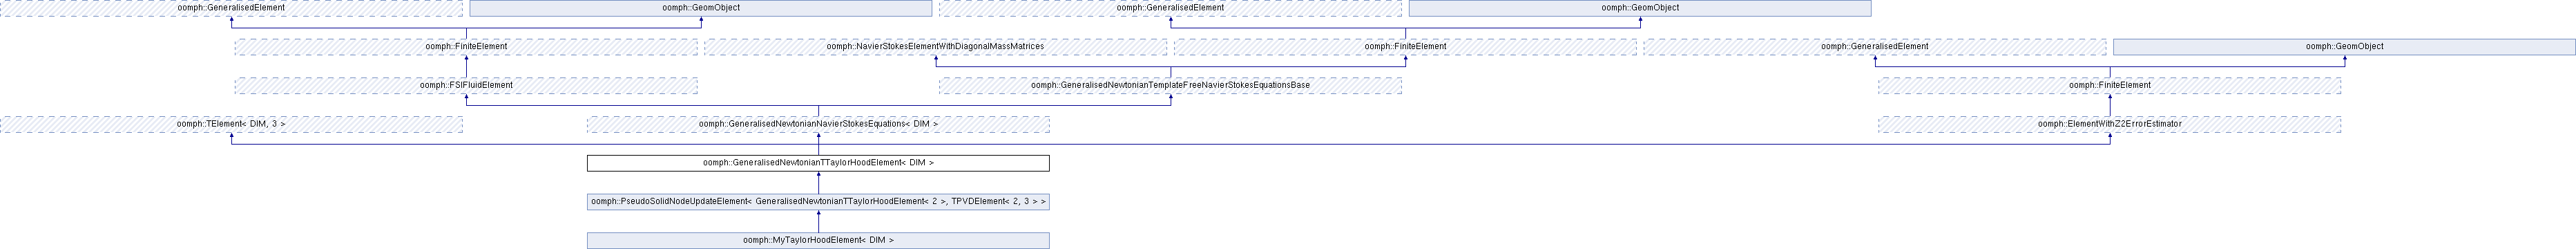 oomph::GeneralisedElement
oomph::GeomObject
oomph::GeneralisedElement
oomph::GeomObject
oomph::FiniteElement
oomph::NavierStokesElementWithDiagonalMassMatrices
oomph::FiniteElement
oomph::GeneralisedElement
oomph::GeomObject
oomph::FSIFluidElement
oomph::GeneralisedNewtonianTemplateFreeNavierStokesEquationsBase
oomph::FiniteElement
oomph::TElement< DIM, 3 >
oomph::GeneralisedNewtonianNavierStokesEquations< DIM >
oomph::ElementWithZ2ErrorEstimator
oomph::GeneralisedNewtonianTTaylorHoodElement< DIM >
oomph::PseudoSolidNodeUpdateElement< GeneralisedNewtonianTTaylorHoodElement< 2 >, TPVDElement< 2, 3 > >
oomph::MyTaylorHoodElement< DIM >